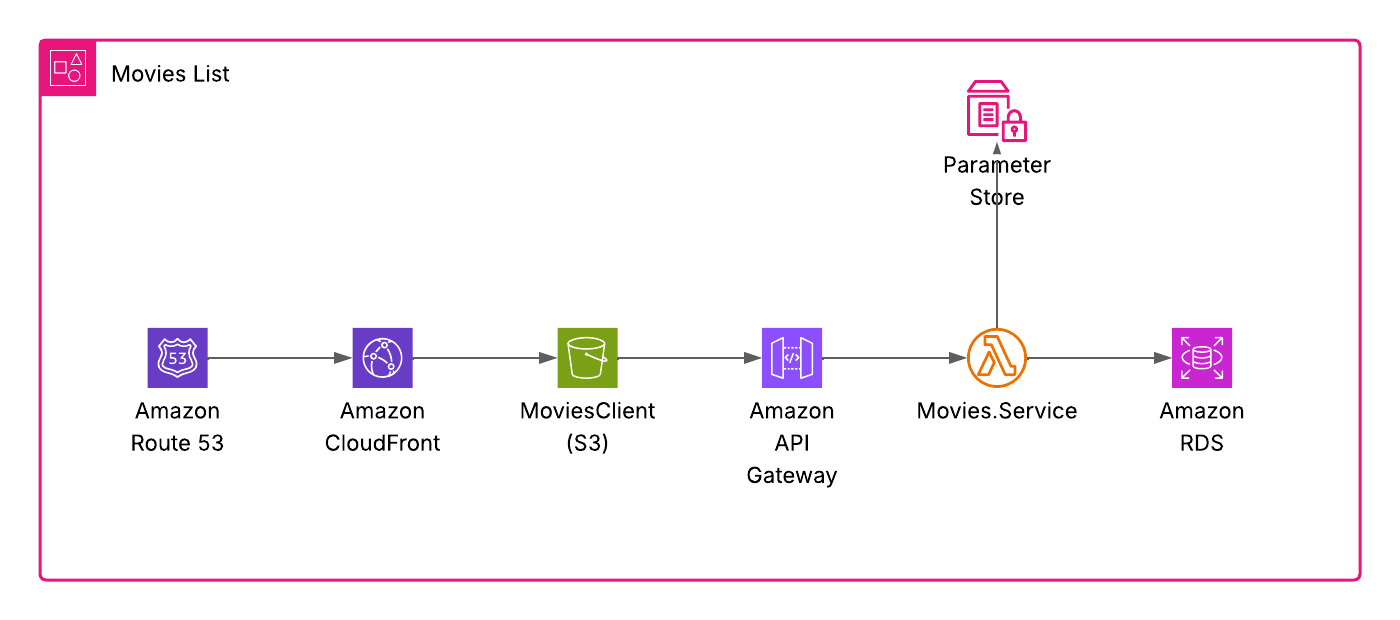 Movies List
Parameter
Store
53
Amazon
Route 53
Amazon
CloudFront
MoviesClient
(S3)
</>
Amazon
API
Gateway
Movies.Service
Amazon
RDS